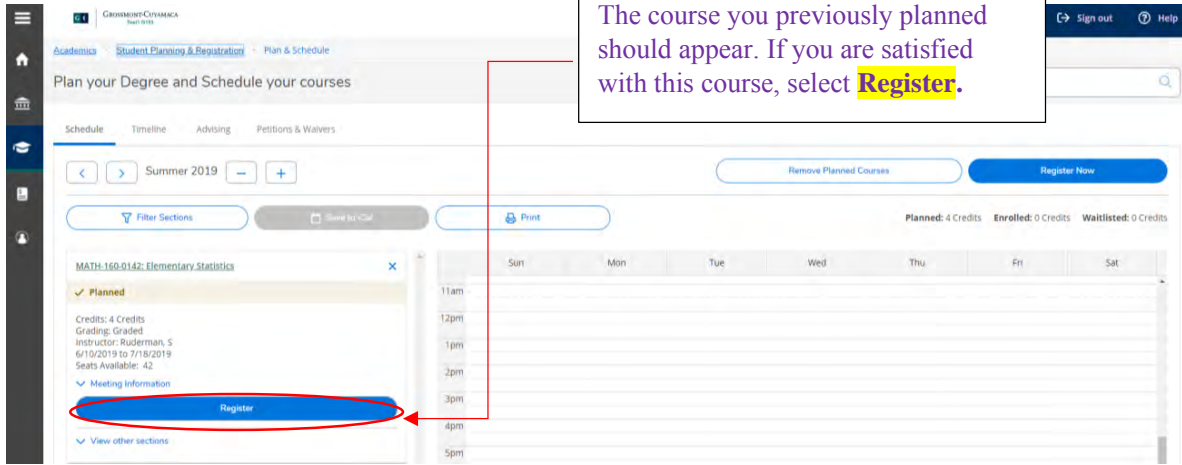 GROSSMONT-CUYAMACA
The course you previously planned
should appear. If you are satisfied
with this course, select Register.
Sign out
Help
Academics
Student Planning & Registration
Plan & Schedule
Plan your Degree and Schedule your courses
Schedule
Timeline
Advising
Petitions & Waivers
Summer 2019
Remove Planned Courses
Register Now
Filter Sections
Save to iCal
Print
Planned: 4 Credits Enrolled: 0 Credits Waitlisted: 0 Credits
MATH-160-0142: Elementary Statistics
Planned
Credits: 4 Credits
Grading: Graded
Instructor: Ruderman, S
6/10/2019 to 7/18/2019
Seats Available: 42
Meeting Information
Register
View other sections
Sun Mon Tue Wed Thu Fri Sat
11am
12pm
1pm
2pm
3pm
4pm
5pm